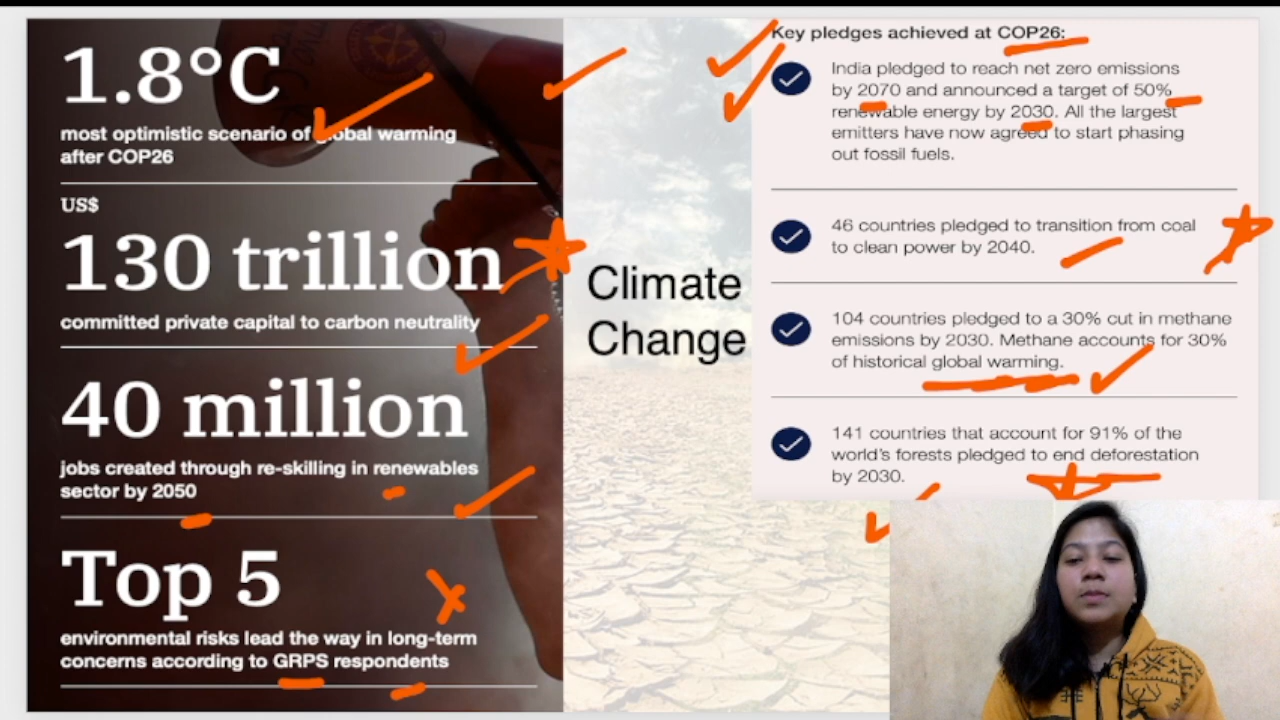 1.8°C
most optimistic scenario of global warming
after COP26
US$
130 trillion
committed private capital to carbon neutrality
40 million
jobs created through re-skilling in renewables
sector by 2050
Top 5
environmental risks lead the way in long-term
concerns according to GRPS respondents
Climate
Change
Key pledges achieved at COP26:
India pledged to reach net zero emissions
by 2070 and announced a target of 50%
renewable energy by 2030. All the largest
emitters have now agreed to start phasing
out fossil fuels.
46 countries pledged to transition from coal
to clean power by 2040.
104 countries pledged to a 30% cut in methane
emissions by 2030. Methane accounts for 30%
of historical global warming.
141 countries that account for 91% of the
world's forests pledged to end deforestation
by 2030.